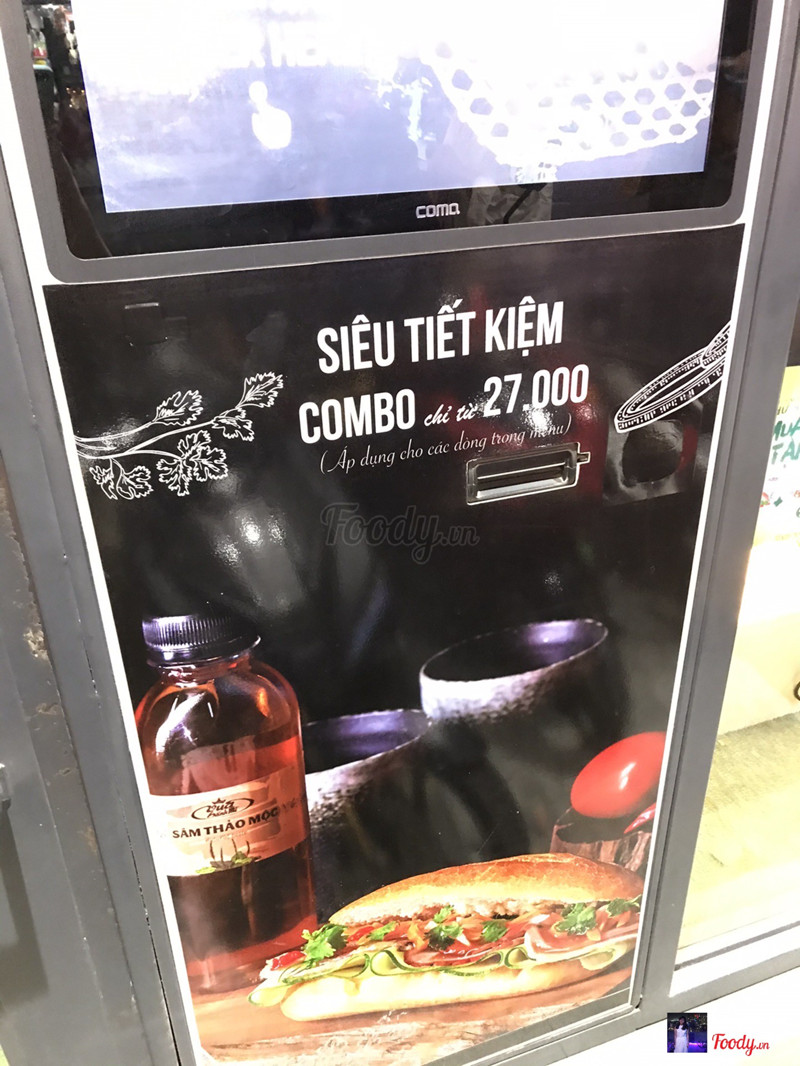 coma
SIÊU TIẾT KIỆM
COMBO chỉ từ 27.000
(Áp dụng cho các dòng trong menu)
Foody.vn
SÂM THẢO MỘC
Foody.vn